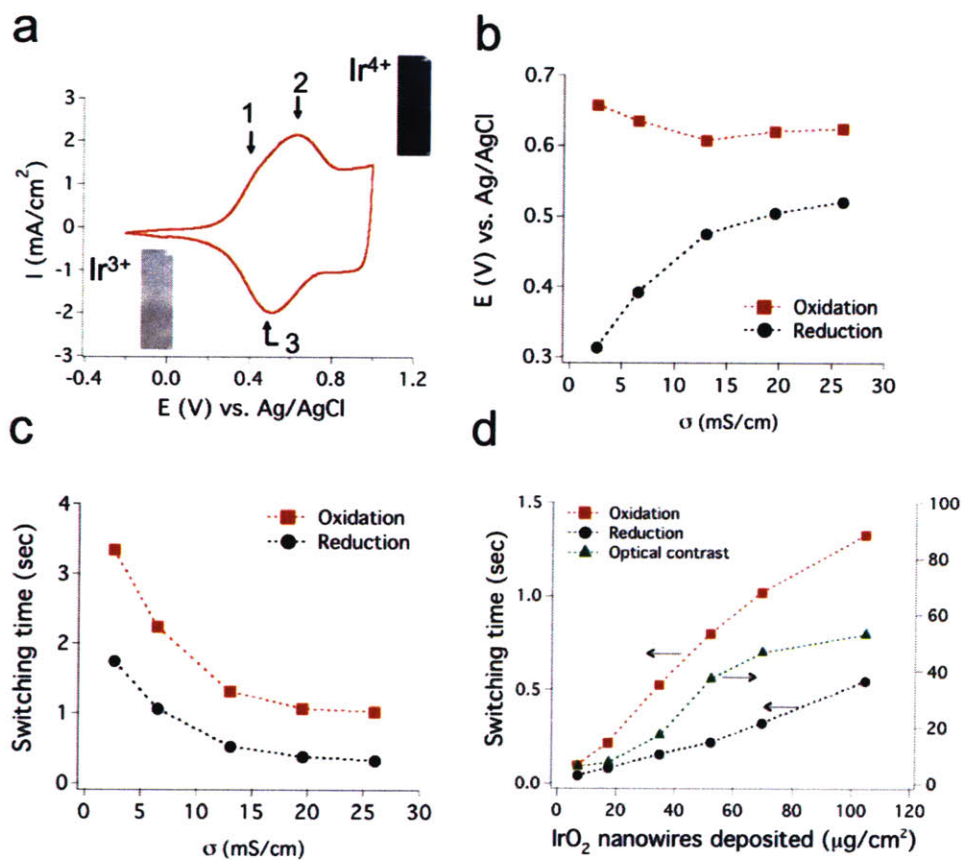 a
Ir4+
1
2
3
2
1
0
-1
-2
-3
I (mA/cm2)
Ir3+
3
-0.4
0.0
0.4
0.8
1.2
E (V) vs. Ag/AgCl
b
0.7
0.6
0.5
0.4
0.3
E (V) vs. Ag/AgCl
Oxidation
Reduction
0
5
10
15
20
25
30
σ (mS/cm)
c
4
3
2
1
0
Switching time (sec)
Oxidation
Reduction
0
5
10
15
20
25
30
σ (mS/cm)
d
1.5
1.0
0.5
0.0
Switching time (sec)
Oxidation
Reduction
Optical contrast
100
80
60
40
20
0
0
20
40
60
80
100
120
IrO2 nanowires deposited (μg/cm2)